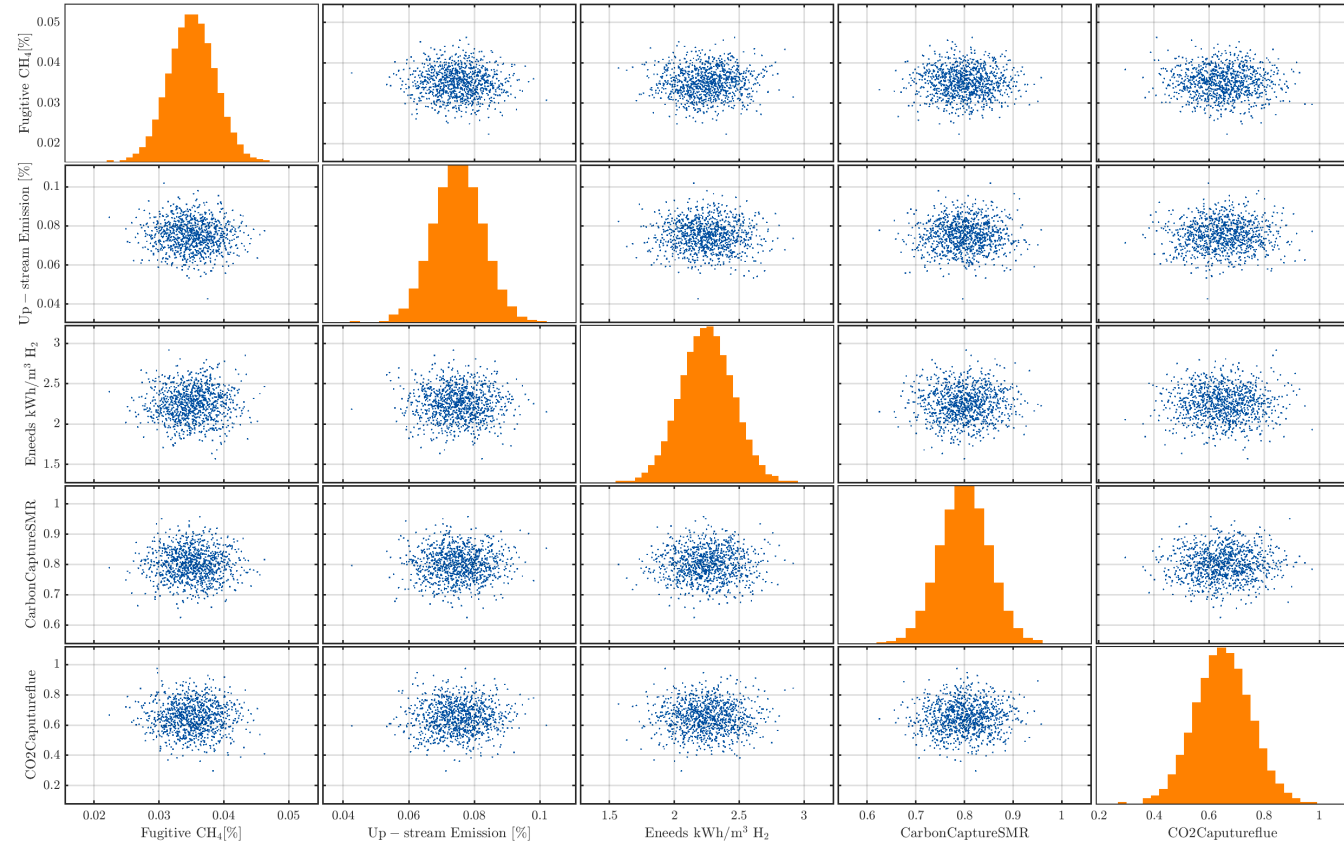 0.05
0.04
0.03
0.02
Fugitive CH₄[%]
0.1
0.08
0.06
0.04
Up − stream Emission [%]
3
2.5
2
1.5
Eneeds kWh/m³ H₂
1
0.9
0.8
0.7
0.6
CarbonCaptureSMR
1
0.8
0.6
0.4
0.2
CO2Caputureflue
0.02 0.03 0.04 0.05
Fugitive CH₄[%]
0.04 0.06 0.08 0.1
Up − stream Emission [%]
1.5 2 2.5 3
Eneeds kWh/m³ H₂
0.6 0.7 0.8 0.9 1
CarbonCaptureSMR
0.2 0.4 0.6 0.8 1
CO2Caputureflue